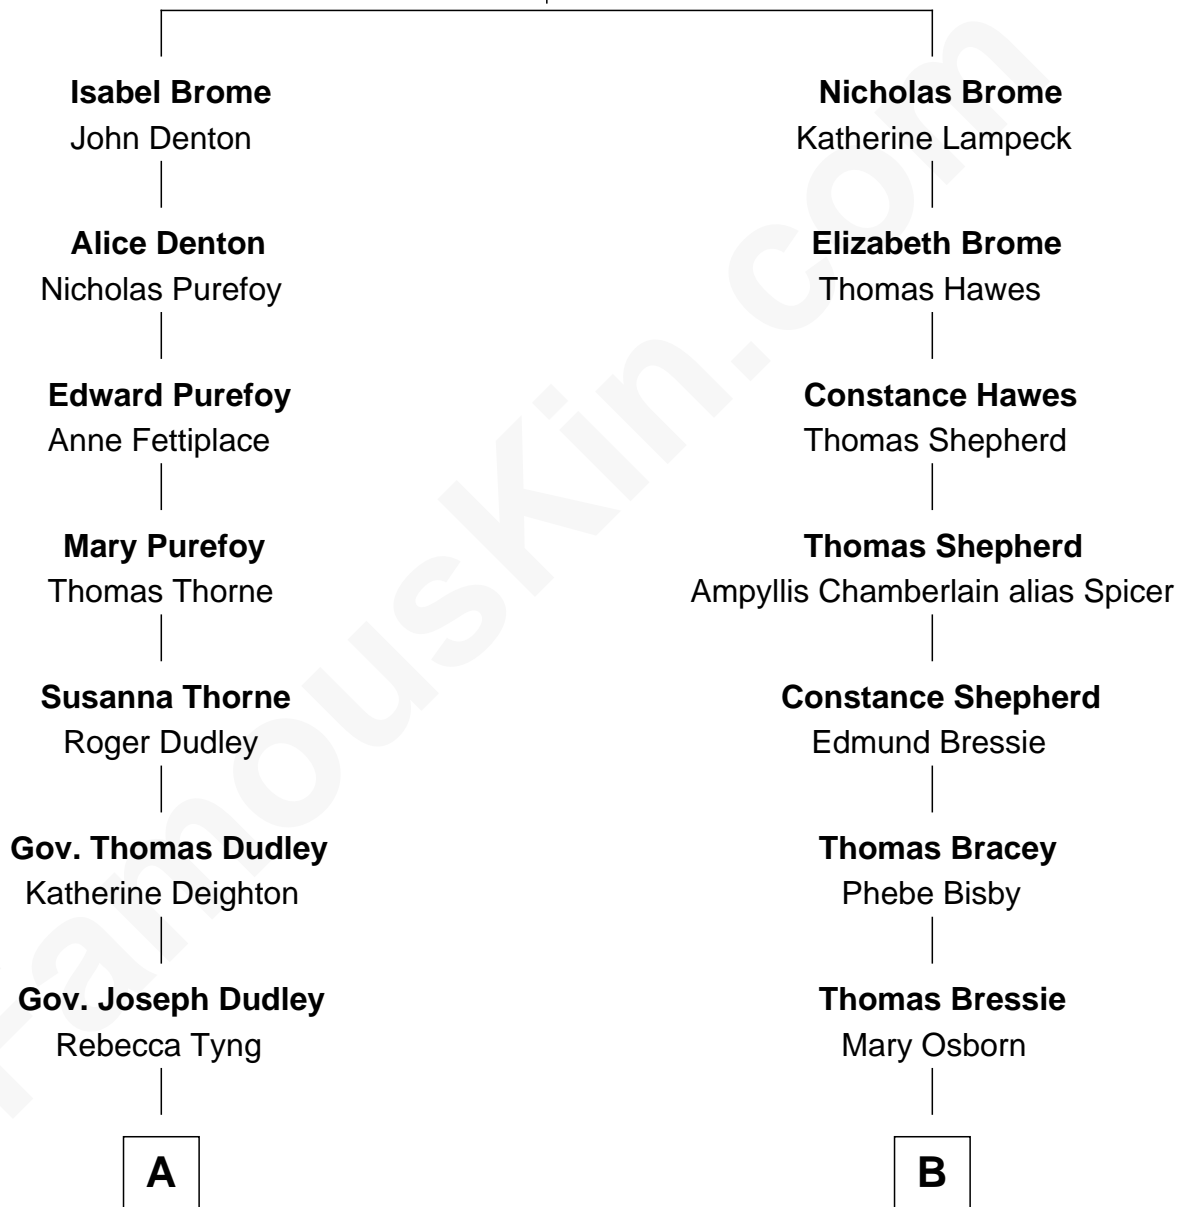 Isabel Brome
John Denton
Alice Denton
Nicholas Purefoy
Edward Purefoy
Anne Fettiplace
Mary Purefoy
Thomas Thorne
Susanna Thorne
Roger Dudley
Gov. Thomas Dudley
Katherine Deighton
Gov. Joseph Dudley
Rebecca Tyng
A
Nicholas Brome
Katherine Lampeck
Elizabeth Brome
Thomas Hawes
Constance Hawes
Thomas Shepherd
Thomas Shepherd
Ampyllis Chamberlain alias Spicer
Constance Shepherd
Edmund Bressie
Thomas Bracey
Phebe Bisby
Thomas Bressie
Mary Osborn
B
FamousKin.com